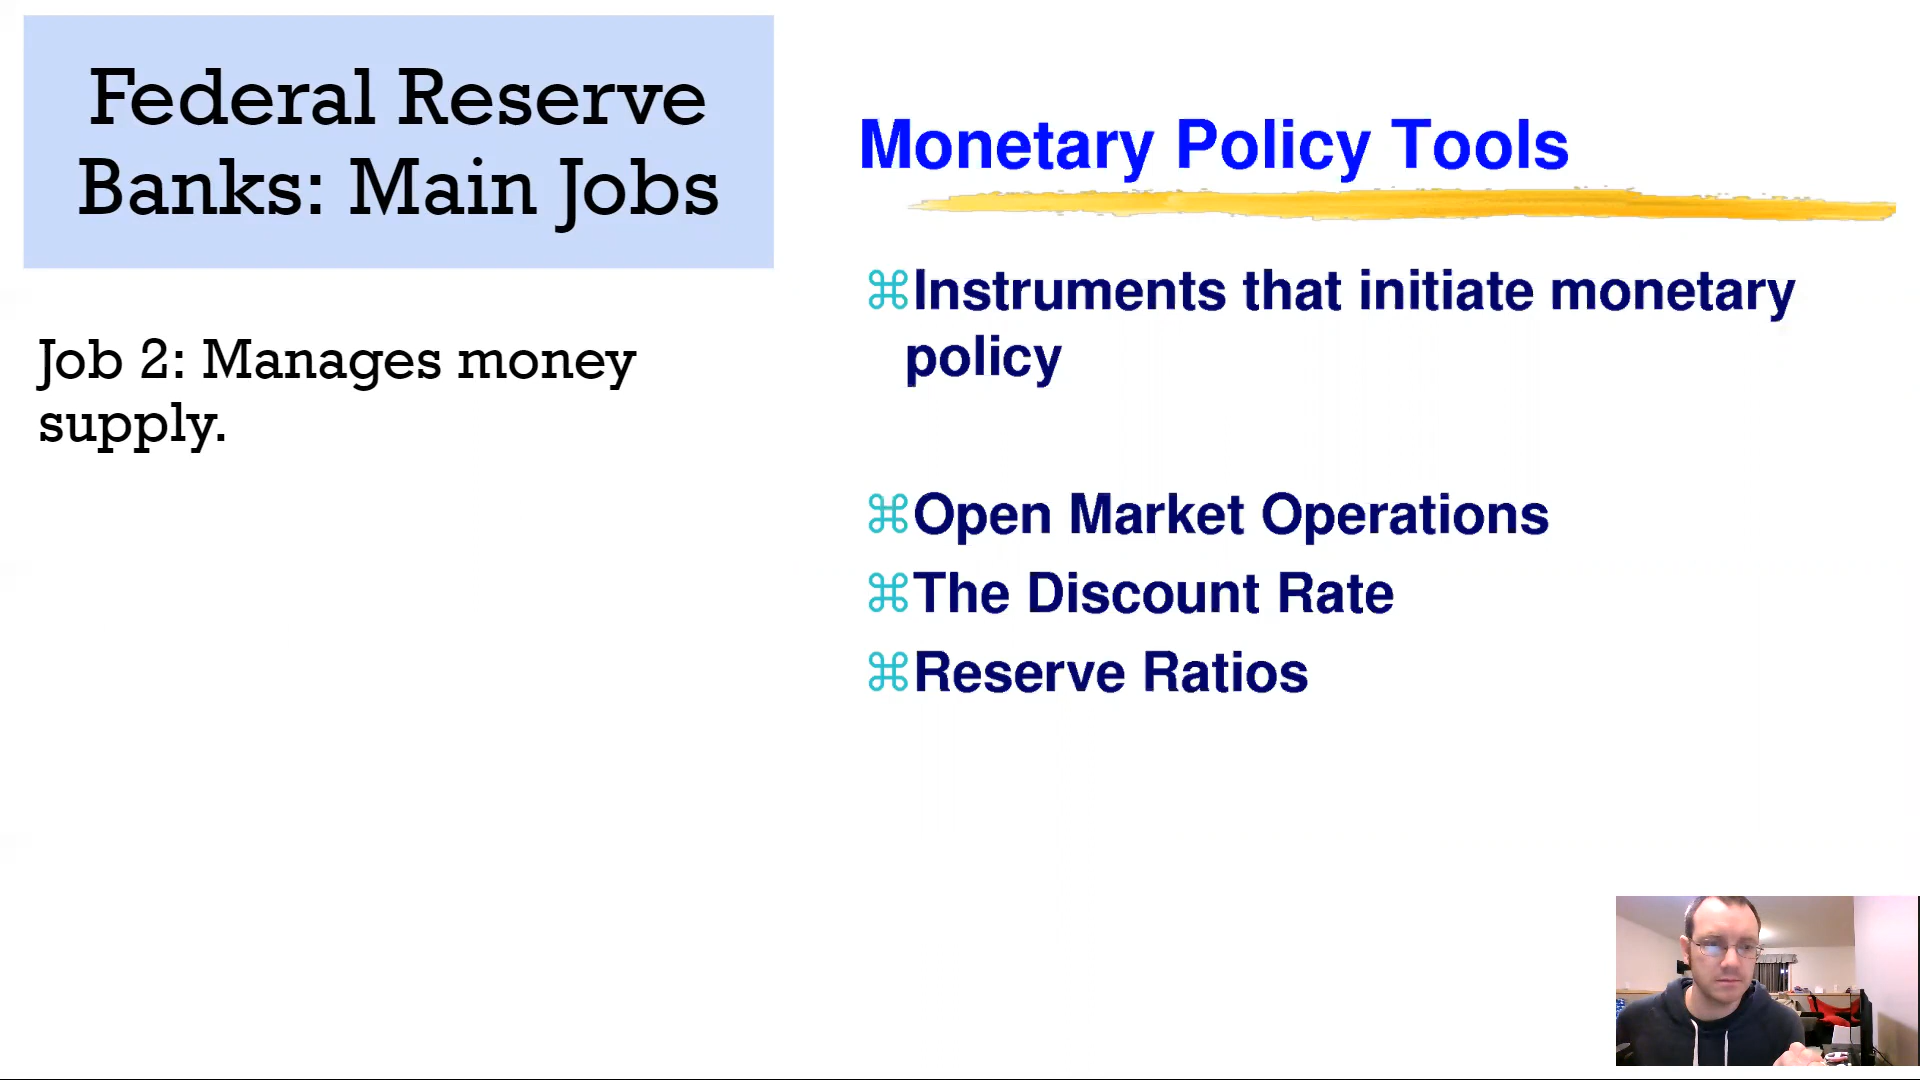 Federal Reserve
Banks: Main Jobs
Job 2: Manages money
supply.
Monetary Policy Tools
⌘Instruments that initiate monetary
policy
⌘Open Market Operations
⌘The Discount Rate
⌘Reserve Ratios